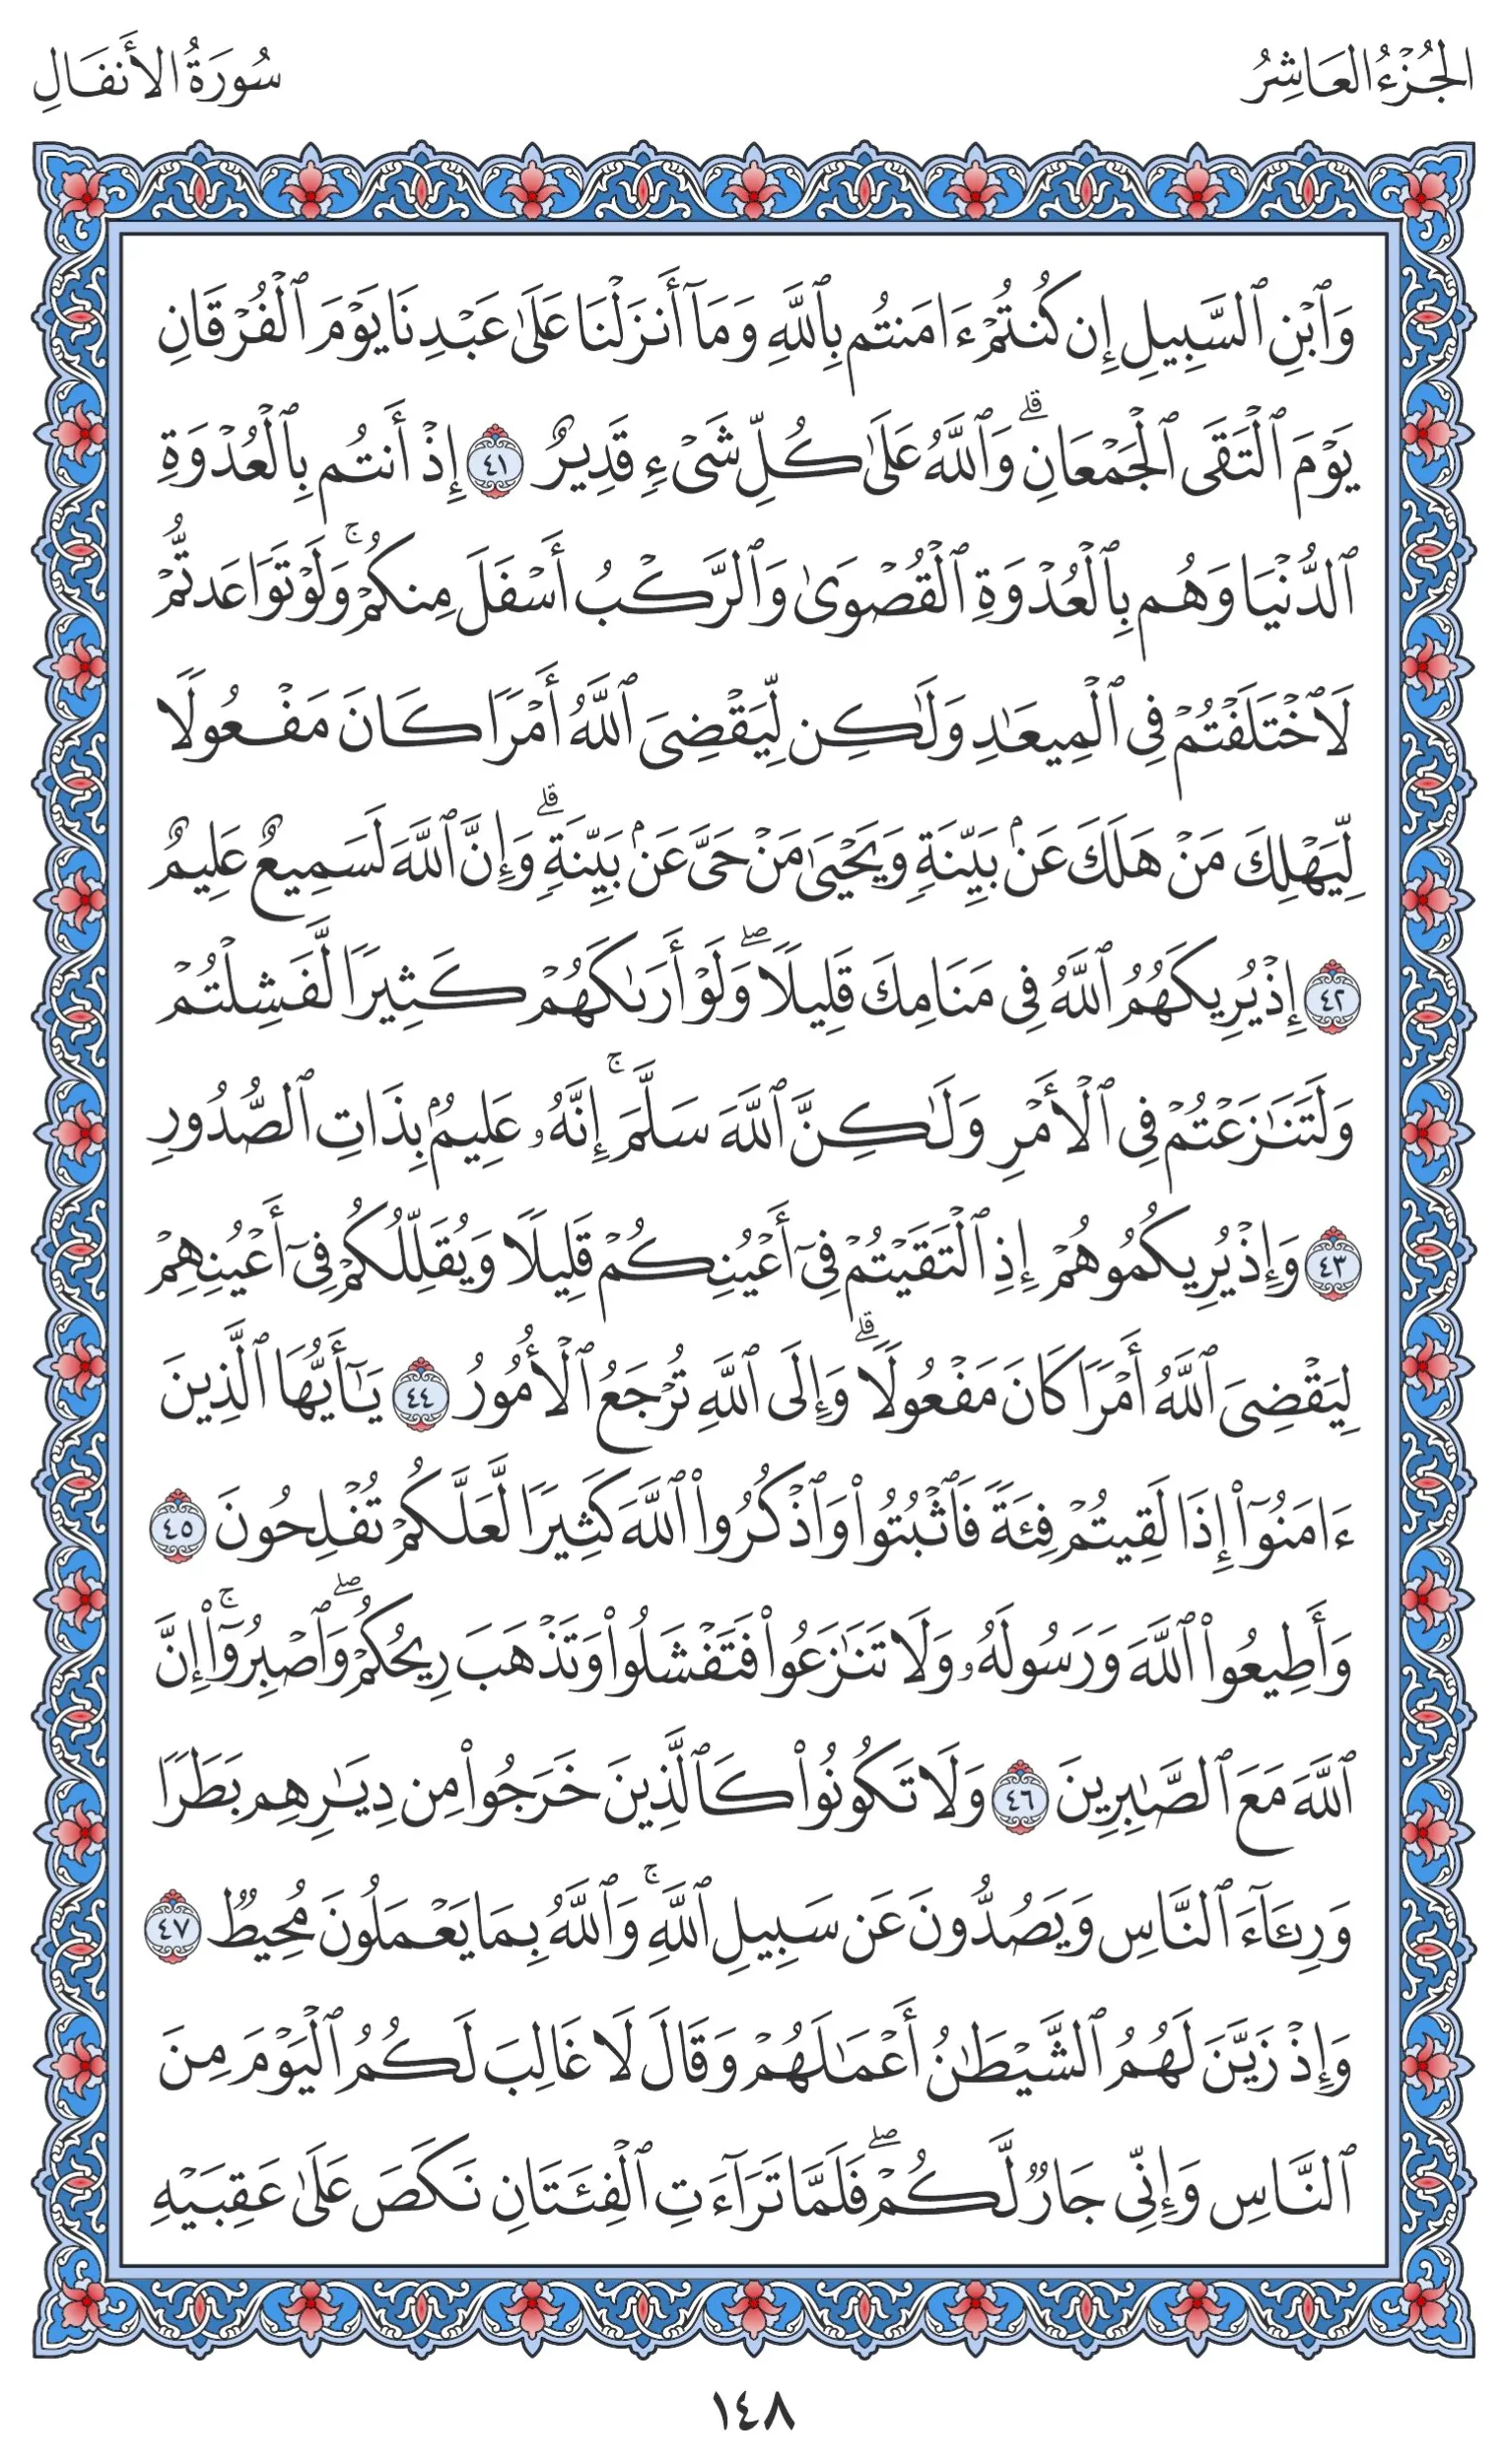 الجُزْءُ العَاشِرُ
سُورَةُ الأَنفَالِ
وَٱبْنِ ٱلسَّبِيلِ إِن كُنتُمْ ءَامَنتُم بِٱللَّهِ وَمَآ أَنزَلْنَا عَلَىٰ عَبْدِنَا يَوْمَ ٱلْفُرْقَانِ
يَوْمَ ٱلْتَقَى ٱلْجَمْعَانِ ۗ وَٱللَّهُ عَلَىٰ كُلِّ شَىْءٍ قَدِيرٌ ٤١ إِذْ أَنتُم بِٱلْعُدْوَةِ
ٱلدُّنْيَا وَهُم بِٱلْعُدْوَةِ ٱلْقُصْوَىٰ وَٱلرَّكْبُ أَسْفَلَ مِنكُمْ ۚ وَلَوْ تَوَاعَدتُّمْ
لَٱخْتَلَفْتُمْ فِى ٱلْمِيعَـٰدِ وَلَـٰكِن لِّيَقْضِىَ ٱللَّهُ أَمْرًا كَانَ مَفْعُولًا
لِّيَهْلِكَ مَنْ هَلَكَ عَنۢ بَيِّنَةٍ وَيَحْيَىٰ مَنْ حَىَّ عَنۢ بَيِّنَةٍ ۗ وَإِنَّ ٱللَّهَ لَسَمِيعٌ عَلِيمٌ
٤٢ إِذْ يُرِيكَهُمُ ٱللَّهُ فِى مَنَامِكَ قَلِيلًا ۖ وَلَوْ أَرَىٰكَهُمْ كَثِيرًا لَّفَشِلْتُمْ
وَلَتَنَـٰزَعْتُمْ فِى ٱلْأَمْرِ وَلَـٰكِنَّ ٱللَّهَ سَلَّمَ ۚ إِنَّهُۥ عَلِيمٌۢ بِذَاتِ ٱلصُّدُورِ
٤٣ وَإِذْ يُرِيكُمُوهُمْ إِذِ ٱلْتَقَيْتُمْ فِىٓ أَعْيُنِكُمْ قَلِيلًا وَيُقَلِّلُكُمْ فِىٓ أَعْيُنِهِمْ
لِيَقْضِىَ ٱللَّهُ أَمْرًا كَانَ مَفْعُولًا ۗ وَإِلَى ٱللَّهِ تُرْجَعُ ٱلْأُمُورُ ٤٤ يَـٰٓأَيُّهَا ٱلَّذِينَ
ءَامَنُوٓا۟ إِذَا لَقِيتُمْ فِئَةً فَٱثْبُتُوا۟ وَٱذْكُرُوا۟ ٱللَّهَ كَثِيرًا لَّعَلَّكُمْ تُفْلِحُونَ ٤٥
وَأَطِيعُوا۟ ٱللَّهَ وَرَسُولَهُۥ وَلَا تَنَـٰزَعُوا۟ فَتَفْشَلُوا۟ وَتَذْهَبَ رِيحُكُمْ ۖ وَٱصْبِرُوٓا۟ ۚ إِنَّ
ٱللَّهَ مَعَ ٱلصَّـٰبِرِينَ ٤٦ وَلَا تَكُونُوا۟ كَٱلَّذِينَ خَرَجُوا۟ مِن دِيَـٰرِهِم بَطَرًا
وَرِئَآءَ ٱلنَّاسِ وَيَصُدُّونَ عَن سَبِيلِ ٱللَّهِ ۚ وَٱللَّهُ بِمَا يَعْمَلُونَ مُحِيطٌ ٤٧
وَإِذْ زَيَّنَ لَهُمُ ٱلشَّيْطَـٰنُ أَعْمَـٰلَهُمْ وَقَالَ لَا غَالِبَ لَكُمُ ٱلْيَوْمَ مِنَ
ٱلنَّاسِ وَإِنِّى جَارٌ لَّكُمْ ۖ فَلَمَّا تَرَآءَتِ ٱلْفِئَتَانِ نَكَصَ عَلَىٰ عَقِبَيْهِ
١٤٨